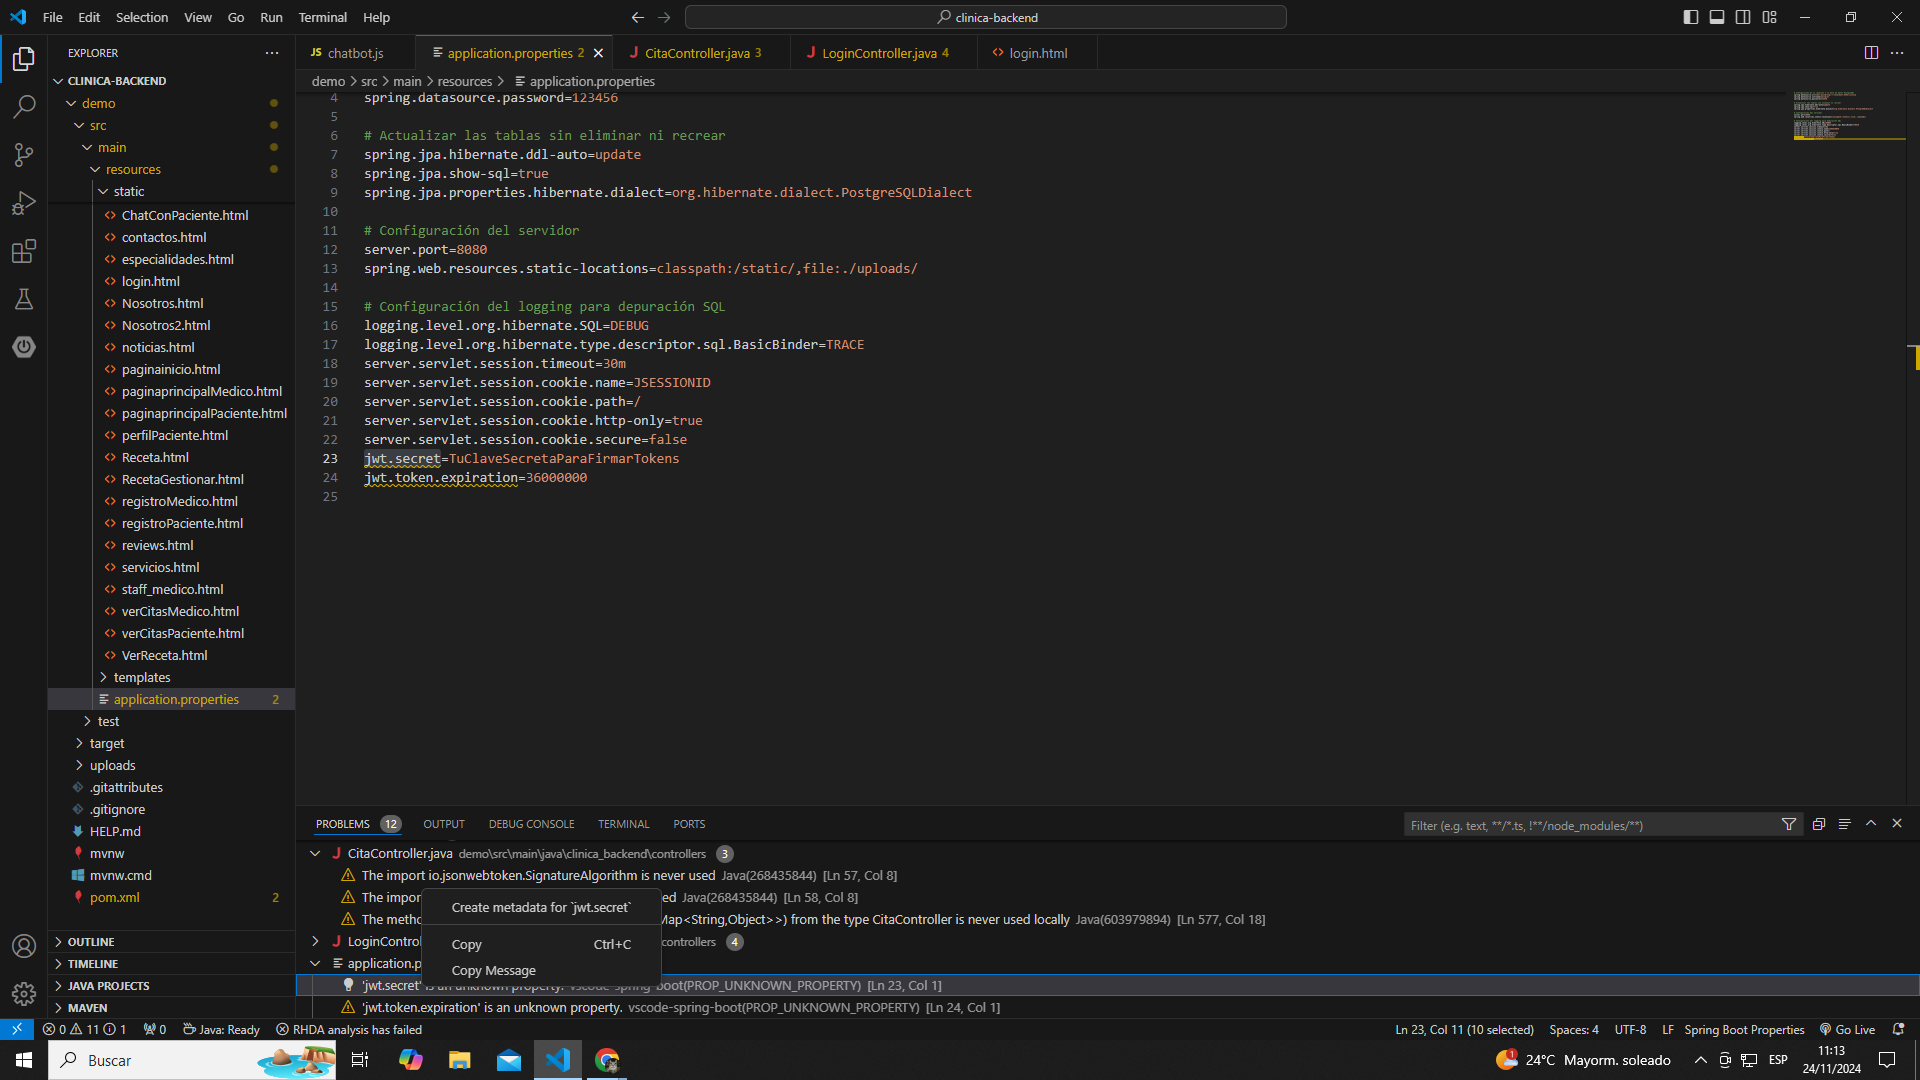 File Edit Selection View Go Run Terminal Help
clinica-backend
EXPLORER
CLINICA-BACKEND
demo
src
main
resources
static
ChatConPaciente.html
contactos.html
especialidades.html
login.html
Nosotros.html
Nosotros2.html
noticias.html
paginainicio.html
paginaprincipalMedico.html
paginaprincipalPaciente.html
perfilPaciente.html
Receta.html
RecetaGestionar.html
registroMedico.html
registroPaciente.html
reviews.html
servicios.html
staff_medico.html
verCitasMedico.html
verCitasPaciente.html
VerReceta.html
templates
application.properties 2
test
target
uploads
.gitattributes
.gitignore
HELP.md
mvnw
mvnw.cmd
pom.xml 2
OUTLINE
TIMELINE
JAVA PROJECTS
MAVEN
JS chatbot.js application.properties 2 J CitaController.java 3 J LoginController.java 4 login.html
demo > src > main > resources > application.properties
4 spring.datasource.password=123456
5
6 # Actualizar las tablas sin eliminar ni recrear
7 spring.jpa.hibernate.ddl-auto=update
8 spring.jpa.show-sql=true
9 spring.jpa.properties.hibernate.dialect=org.hibernate.dialect.PostgreSQLDialect
10
11 # Configuración del servidor
12 server.port=8080
13 spring.web.resources.static-locations=classpath:/static/,file:./uploads/
14
15 # Configuración del logging para depuración SQL
16 logging.level.org.hibernate.SQL=DEBUG
17 logging.level.org.hibernate.type.descriptor.sql.BasicBinder=TRACE
18 server.servlet.session.timeout=30m
19 server.servlet.session.cookie.name=JSESSIONID
20 server.servlet.session.cookie.path=/
21 server.servlet.session.cookie.http-only=true
22 server.servlet.session.cookie.secure=false
23 jwt.secret=TuClaveSecretaParaFirmarTokens
24 jwt.token.expiration=36000000
25
PROBLEMS 12 OUTPUT DEBUG CONSOLE TERMINAL PORTS
Filter (e.g. text, **/*.ts, !**/node_modules/**)
J CitaController.java demo\src\main\java\clinica_backend\controllers 3
The import io.jsonwebtoken.SignatureAlgorithm is never used Java(268435844) [Ln 57, Col 8]
The impor ed Java(268435844) [Ln 58, Col 8]
The metho Map<String,Object>>) from the type CitaController is never used locally Java(603979894) [Ln 577, Col 18]
J LoginContro controllers 4
application.p
'jwt.secret' is an unknown property. vscode-spring-boot(PROP_UNKNOWN_PROPERTY) [Ln 23, Col 1]
'jwt.token.expiration' is an unknown property. vscode-spring-boot(PROP_UNKNOWN_PROPERTY) [Ln 24, Col 1]
Create metadata for `jwt.secret`
Copy Ctrl+C
Copy Message
0 11 1 0 Java: Ready RHDA analysis has failed
Ln 23, Col 11 (10 selected) Spaces: 4 UTF-8 LF Spring Boot Properties Go Live
Buscar
1 24°C Mayorm. soleado ESP
11:13
24/11/2024